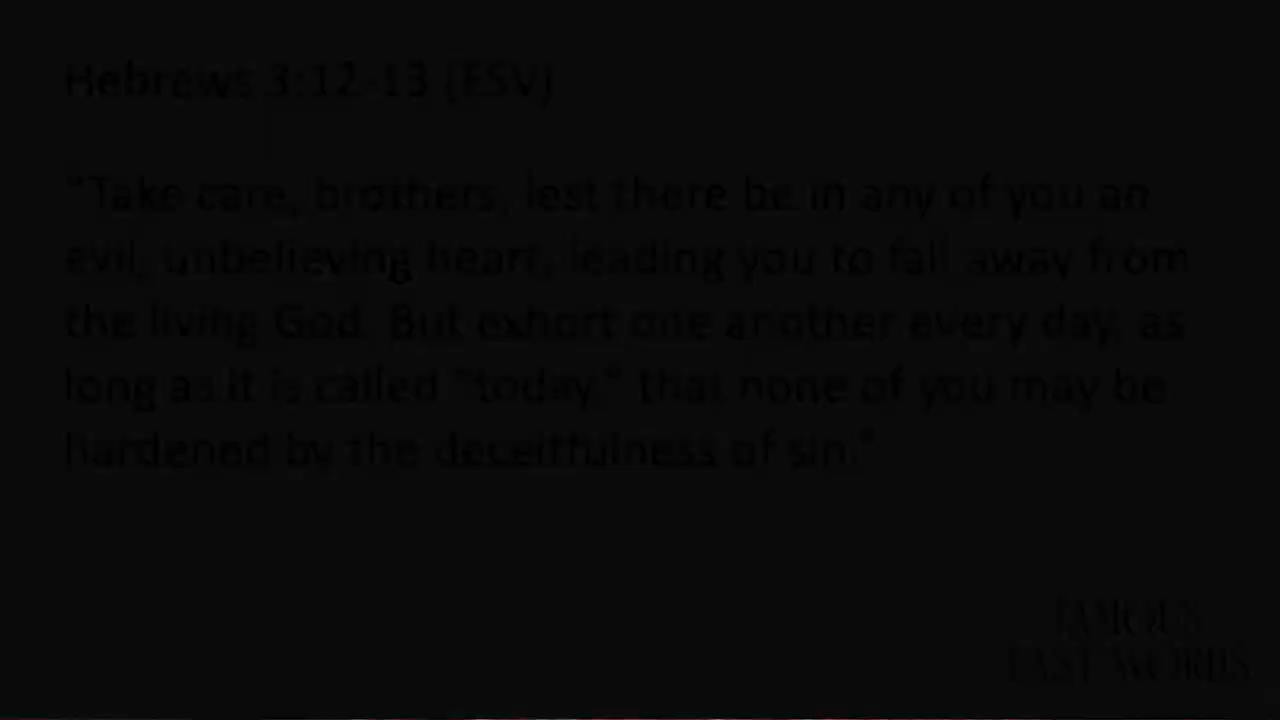 Hebrews 3:12-13 (ESV)
"Take care, brothers, lest there be in any of you an
evil, unbelieving heart, leading you to fall away from
the living God. But exhort one another every day, as
long as it is called "today," that none of you may be
hardened by the deceitfulness of sin."
FAMOUS
LAST WORDS